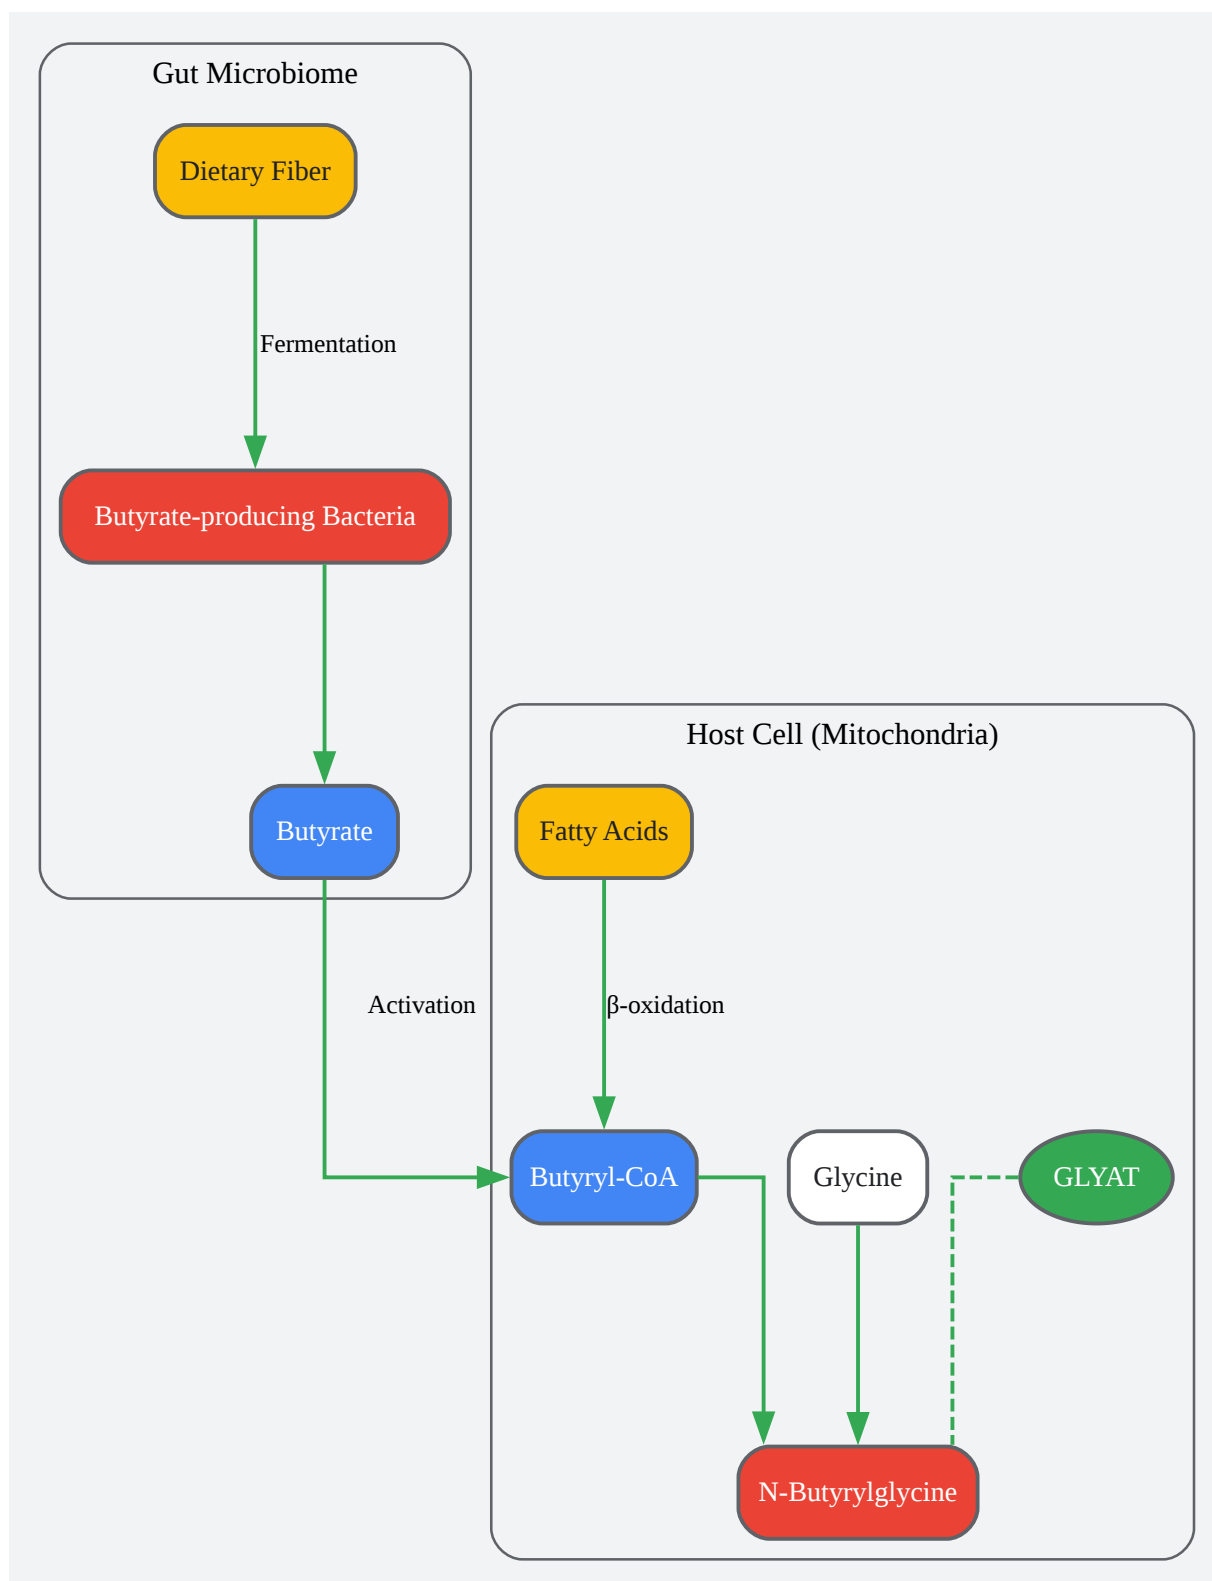 Gut Microbiome
Dietary Fiber
Fermentation
Butyrate-producing Bacteria
Butyrate
Activation
Host Cell (Mitochondria)
Fatty Acids
β-oxidation
Butyryl-CoA
Glycine
GLYAT
N-Butyrylglycine